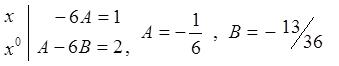 x | -6A = 1
x⁰ | A - 6B = 2, A = -1/6 , B = - 13/36